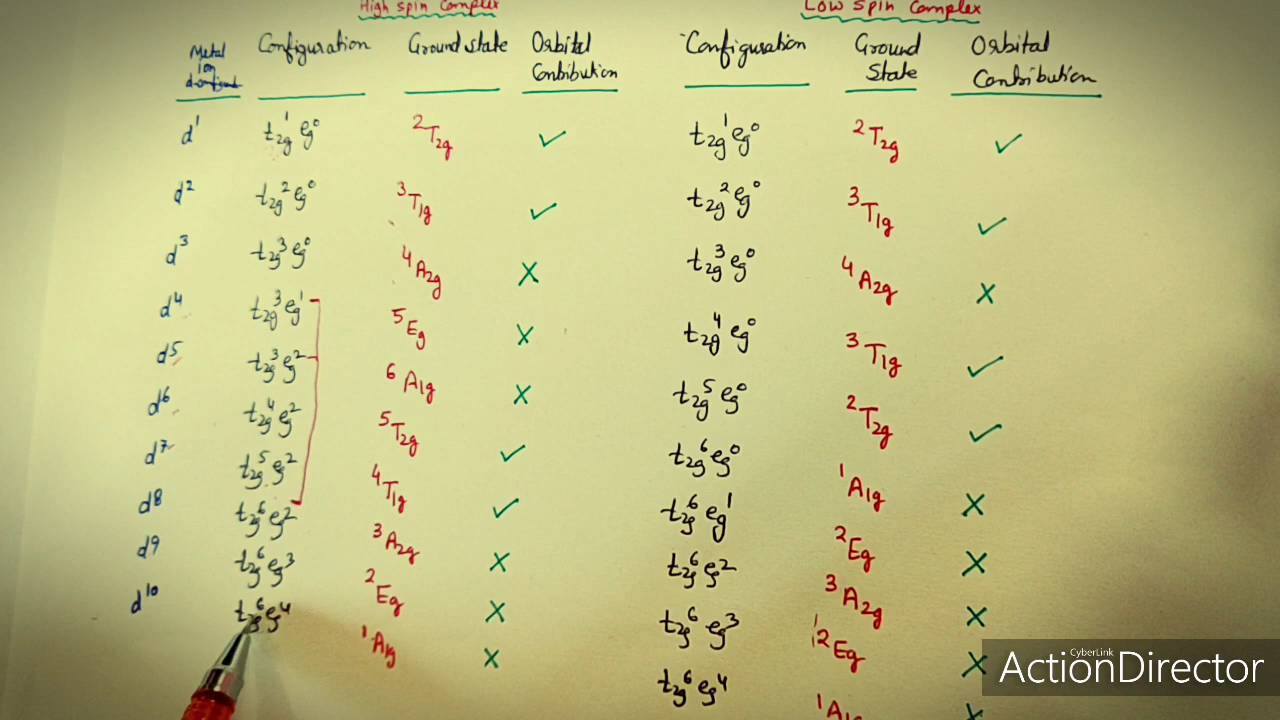 High spin Complex Low spin Complex
Metal ion Configuration Ground state Orbital Contribution Configuration Ground State Orbital Contribution
d¹ t₂g¹ eg⁰ ²T₂g ✓ t₂g¹ eg⁰ ²T₂g ✓
d² t₂g² eg⁰ ³T₁g ✓ t₂g² eg⁰ ³T₁g ✓
d³ t₂g³ eg⁰ ⁴A₂g X t₂g³ eg⁰ ⁴A₂g X
d⁴ t₂g³ eg¹ ⁵Eg X t₂g⁴ eg⁰ ³T₁g ✓
d⁵ t₂g³ eg² ⁶A₁g X t₂g⁵ eg⁰ ²T₂g ✓
d⁶ t₂g⁴ eg² ⁵T₂g ✓ t₂g⁶ eg⁰ ¹A₁g X
d⁷ t₂g⁵ eg² ⁴T₁g ✓ t₂g⁶ eg¹ ²Eg X
d⁸ t₂g⁶ eg² ³A₂g X t₂g⁶ eg² ³A₂g X
d⁹ t₂g⁶ eg³ ²Eg X t₂g⁶ eg³ ²Eg X
d¹⁰ t₂g⁶ eg⁴ ¹A₁g X t₂g⁶ eg⁴ ¹A₁g
CyberLink
ActionDirector